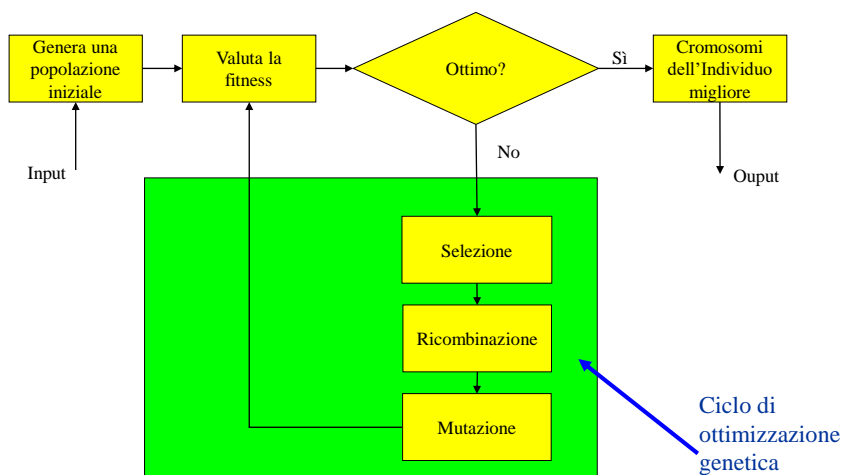 Genera una
popolazione
iniziale
Valuta la
fitness
Ottimo?
Sì
Cromosomi
dell'Individuo
migliore
No
Input
Ouput
Selezione
Ricombinazione
Mutazione
Ciclo di
ottimizzazione
genetica